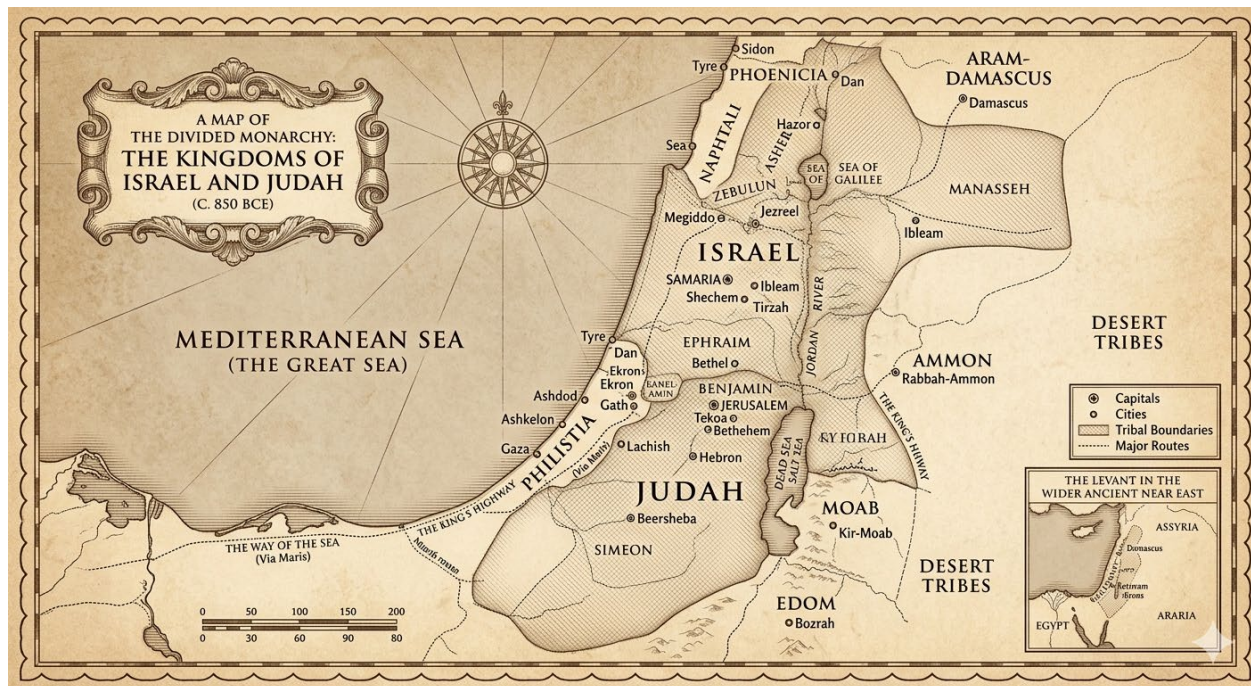 A MAP OF
THE DIVIDED MONARCHY:
THE KINGDOMS OF
ISRAEL AND JUDAH
(C. 850 BCE)
Sidon
Tyre
PHOENICIA
Dan
ARAM-
DAMASCUS
Damascus
NAPHTALI
Hazor
ASHER
Sea
SEA
OF
SEA OF
GALILEE
MANASSEH
ZEBULUN
Megiddo
Jezreel
Ibleam
ISRAEL
SAMARIA
Ibleam
Shechem
Tirzah
JORDAN RIVER
MEDITERRANEAN SEA
(THE GREAT SEA)
Tyre
Dan
EPHRAIM
Bethel
Ekron
Ekron
BANEL
AMIN
BENJAMIN
AMMON
Rabbah-Ammon
DESERT
TRIBES
Ashdod
Gath
JERUSALEM
Tekoa
Bethehem
Ashkelon
Gaza
PHILISTIA
(Via Maris)
Lachish
Hebron
DEAD SEA
SALT
THE KING'S HIWAY
Capitals
Cities
Tribal Boundaries
Major Routes
JUDAH
Beersheba
SIMEON
MOAB
Kir-Moab
THE KING'S HIGHWAY
THE WAY OF THE SEA
(Via Maris)
DESERT
TRIBES
EDOM
Bozrah
0 50 100 150 200
0 30 60 90 80
THE LEVANT IN THE
WIDER ANCIENT NEAR EAST
ASSYRIA
Damascus
EGYPT
ARARIA